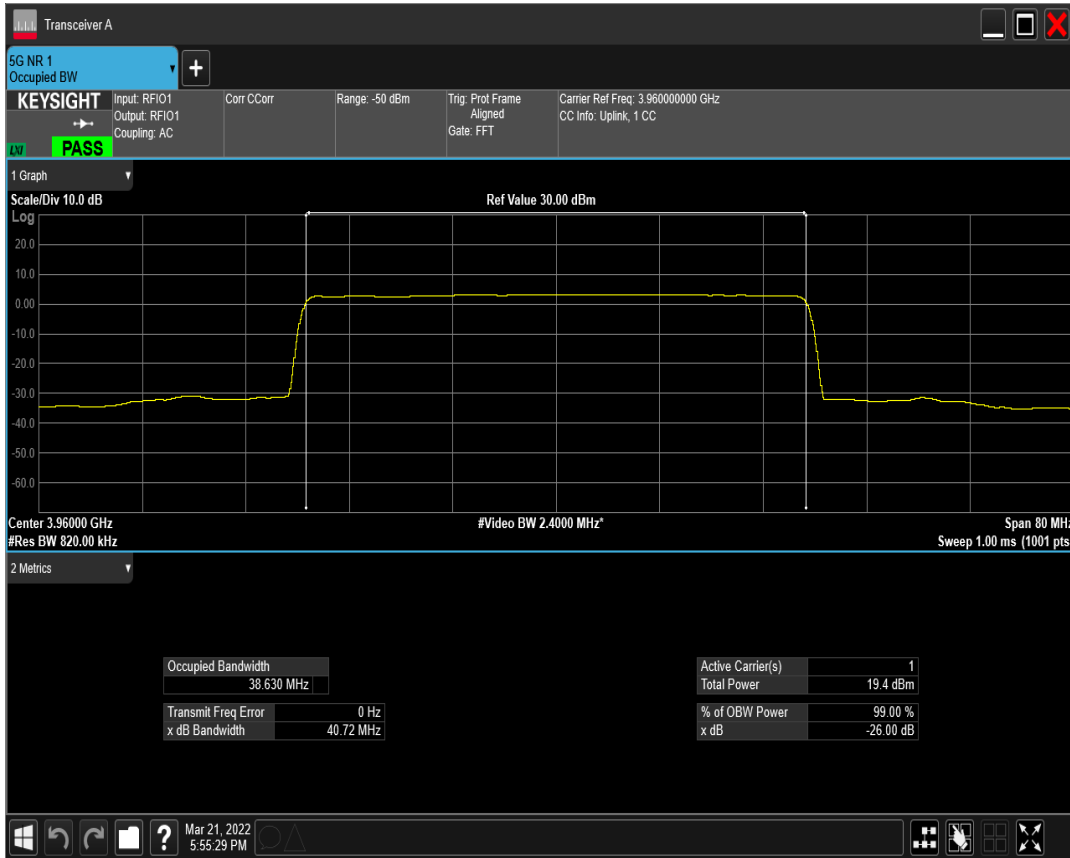 Transceiver A
5G NR 1
Occupied BW
KEYSIGHT
LXI
PASS
Input: RFIO1
Output: RFIO1
Coupling: AC
Corr CCorr
Range: -50 dBm
Trig: Prot Frame
Aligned
Gate: FFT
Carrier Ref Freq: 3.960000000 GHz
CC Info: Uplink, 1 CC
1 Graph
Scale/Div 10.0 dB
Ref Value 30.00 dBm
Log
20.0
10.0
0.00
-10.0
-20.0
-30.0
-40.0
-50.0
-60.0
Center 3.96000 GHz
#Video BW 2.4000 MHz*
Span 80 MHz
#Res BW 820.00 kHz
Sweep 1.00 ms (1001 pts
2 Metrics
Occupied Bandwidth
38.630 MHz
Transmit Freq Error 0 Hz
x dB Bandwidth 40.72 MHz
Active Carrier(s) 1
Total Power 19.4 dBm
% of OBW Power 99.00 %
x dB -26.00 dB
?
Mar 21, 2022
5:55:29 PM